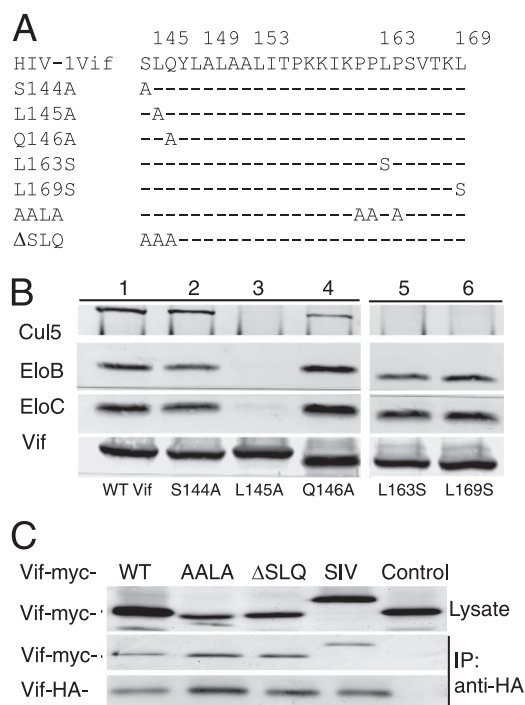 A
145 149 153 163 169
HIV-1Vif SLQYLALAALITPKKIKPPLPSVTKL
S144A A-------------------------
L145A -A------------------------
Q146A --A-----------------------
L163S -------------------S------
L169S -------------------------S
AALA -----------------AA-A-----
ΔSLQ AAA-----------------------
B
1 2 3 4 5 6
Cul5
EloB
EloC
Vif
WT Vif S144A L145A Q146A L163S L169S
C
Vif-myc- WT AALA ΔSLQ SIV Control
Vif-myc- Lysate
Vif-myc- IP:
Vif-HA- anti-HA